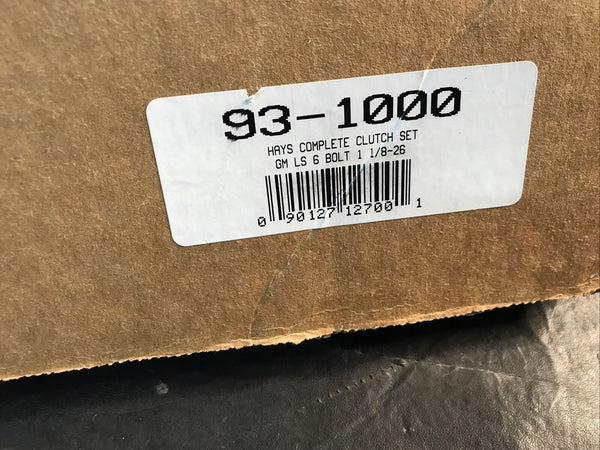 93-1000
HAYS COMPLETE CLUTCH SET
GM LS 6 BOLT 1 1/8-26
0 90127 12700 1